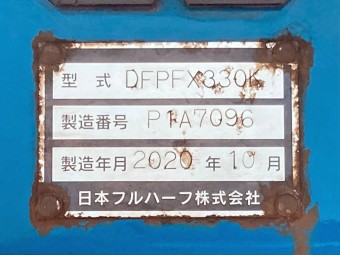 型式 DFPFX330K
製造番号 P1A7096
製造年月 2020 年 10 月
日本フルハーフ株式会社